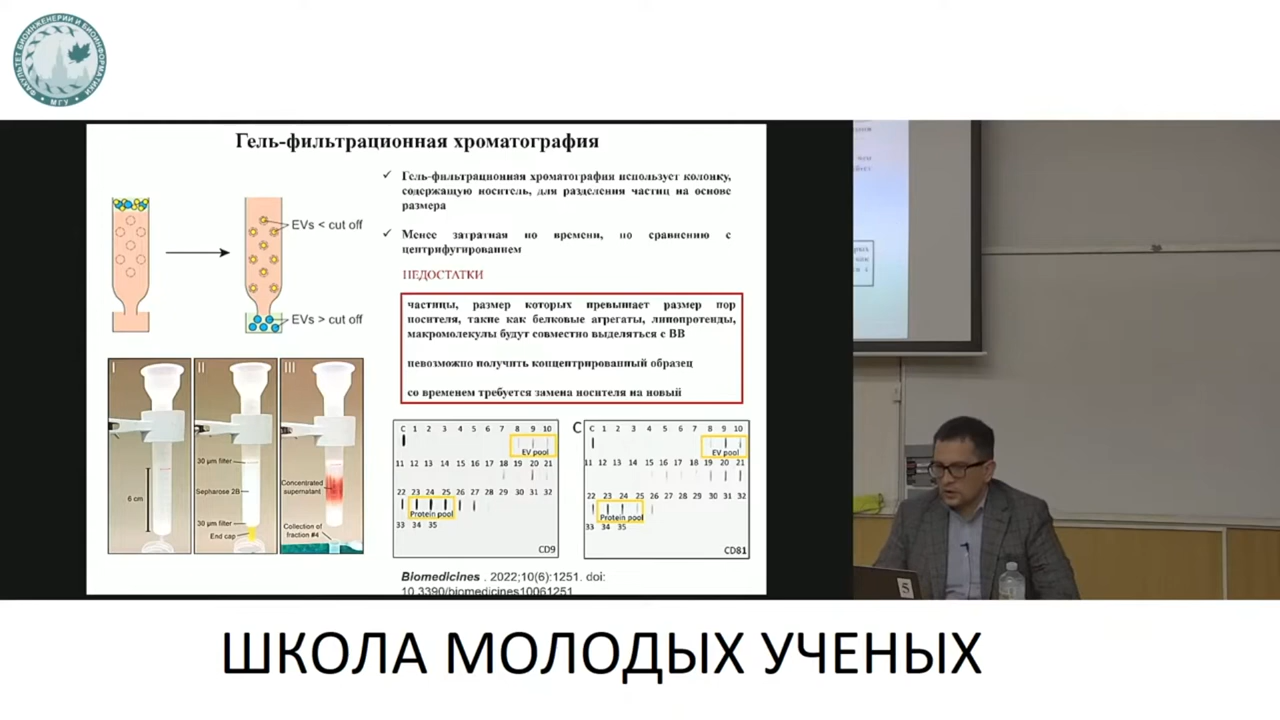 ФАКУЛЬТЕТ БИОИНЖЕНЕРИИ И БИОИНФОРМАТИКИ
МГУ
Гель-фильтрационная хроматография
Гель-фильтрационная хроматография использует колонку,
содержащую носитель, для разделения частиц на основе
размера
Менее затратная по времени, по сравнению с
центрифугированием
НЕДОСТАТКИ
частицы, размер которых превышает размер пор
носителя, такие как белковые агрегаты, липопротеиды,
макромолекулы будут совместно выделяться с ВВ
невозможно получить концентрированный образец
со временем требуется замена носителя на новый
EVs < cut off
EVs > cut off
I
6 cm
II
30 µm filter
Sepharose 2B
30 µm filter
End cap
III
Concentrated
supernatant
Collection of
fraction #4
C 1 2 3 4 5 6 7 8 9 10
EV pool
11 12 13 14 15 16 17 18 19 20 21
22 23 24 25 26 27 28 29 30 31 32
Protein pool
33 34 35
CD9
C
C 1 2 3 4 5 6 7 8 9 10
EV pool
11 12 13 14 15 16 17 18 19 20 21
22 23 24 25 26 27 28 29 30 31 32
Protein pool
33 34 35
CD81
Biomedicines . 2022;10(6):1251. doi:
10.3390/biomedicines10061251
ШКОЛА МОЛОДЫХ УЧЕНЫХ